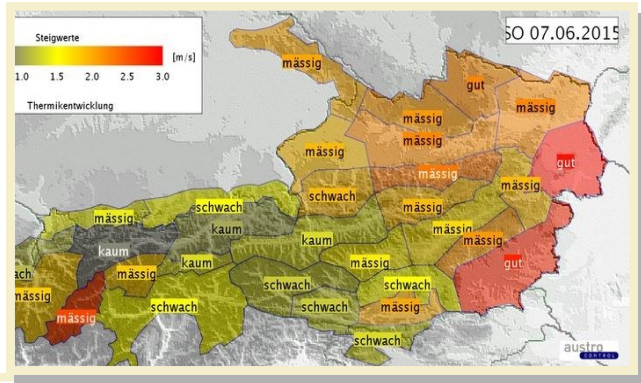 Steigwerte
[m/s]
1.0 1.5 2.0 2.5 3.0
Thermikentwicklung
SO 07.06.2015
mässig
gut
mässig
mässig
mässig
mässig
mässig
gut
mässig
schwach
mässig
schwach
mässig
mässig
kaum
kaum
mässig
mässig
kaum
kaum
mässig
gut
mässig
mässig
schwach
schwach
schwach
schwach
mässig
mässig
schwach
austro
CONTROL